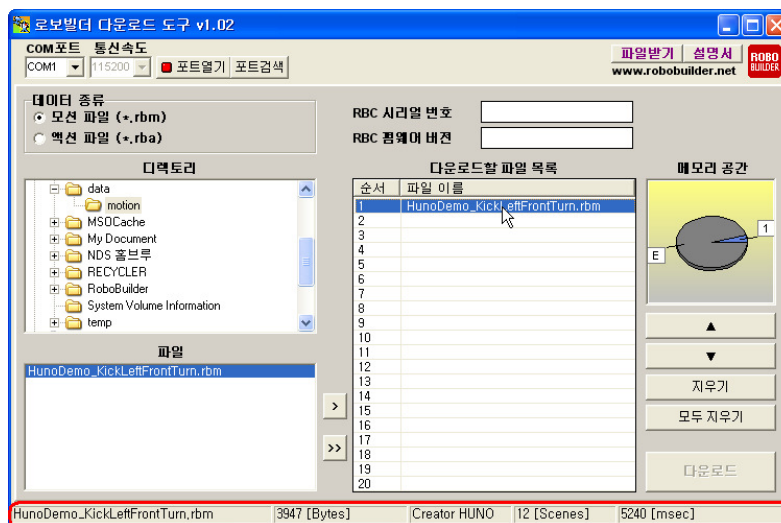 로보빌더 다운로드 도구 v1.02
COM포트 통신속도
COM1 115200 포트열기 포트검색
파일받기 설명서
www.robobuilder.net
ROBO
BUILDER
데이터 종류
모션 파일 (*.rbm)
액션 파일 (*.rba)
RBC 시리얼 번호
RBC 펌웨어 버젼
디렉토리
data
motion
MSOCache
My Document
NDS 홈브루
RECYCLER
RoboBuilder
System Volume Information
temp
파일
HunoDemo_KickLeftFrontTurn.rbm
>
>>
다운로드할 파일 목록
순서 파일 이름
1 HunoDemo_KickLeftFrontTurn.rbm
2
3
4
5
6
7
8
9
10
11
12
13
14
15
16
17
18
19
20
메모리 공간
1
E
▲
▼
지우기
모두 지우기
다운로드
HunoDemo_KickLeftFrontTurn.rbm 3947 [Bytes] Creator HUNO 12 [Scenes] 5240 [msec]